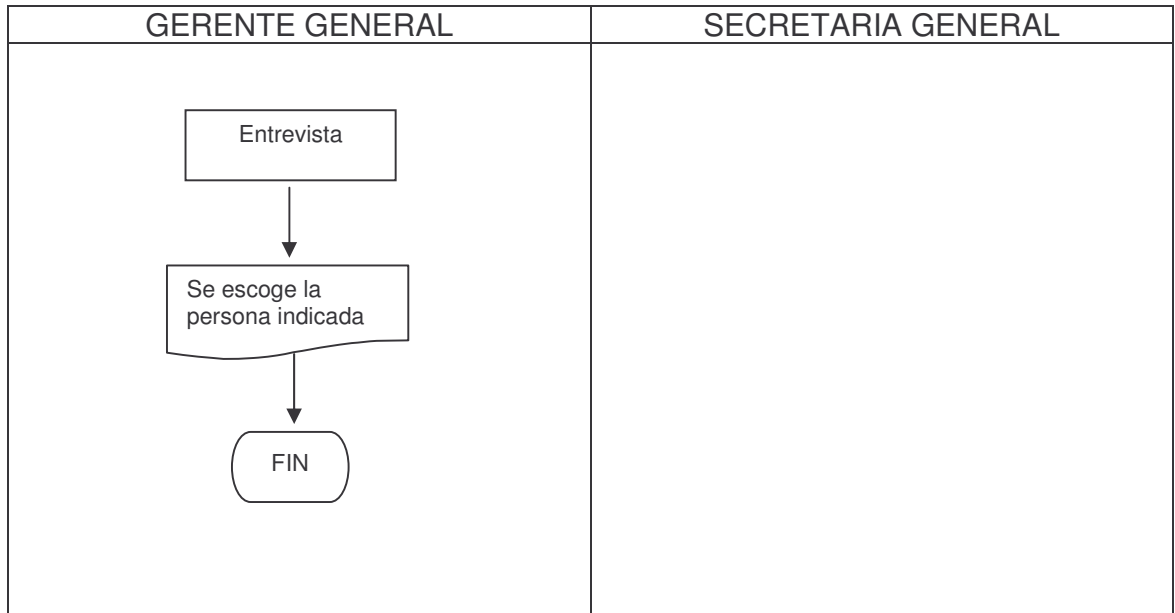 GERENTE GENERAL
SECRETARIA GENERAL
Entrevista
Se escoge la
persona indicada
FIN